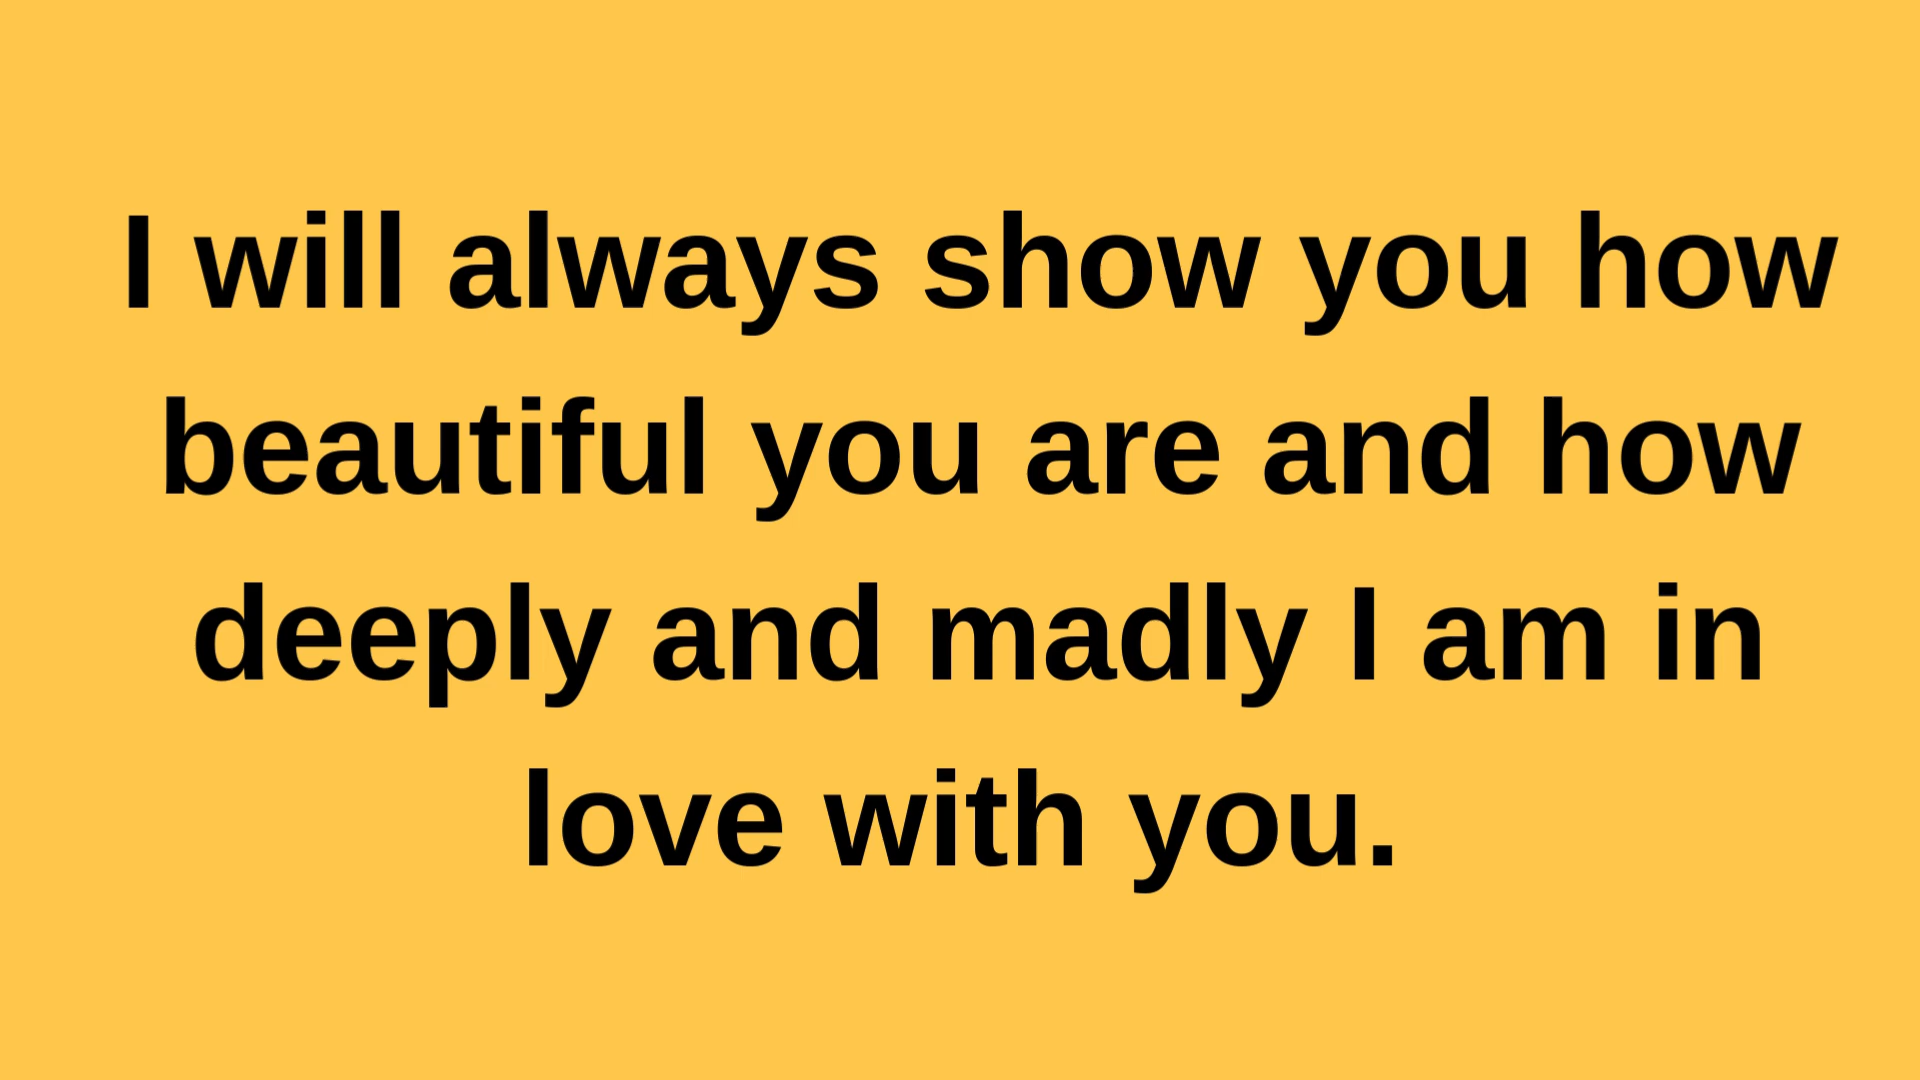 I will always show you how
beautiful you are and how
deeply and madly I am in
love with you.